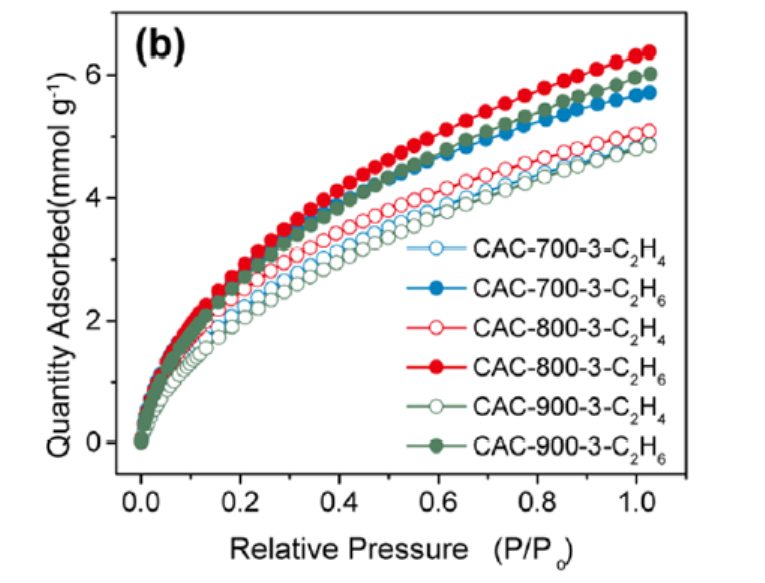 (b)
Quantity Adsorbed(mmol g⁻¹)
6
4
2
0
CAC-700-3-C₂H₄
CAC-700-3-C₂H₆
CAC-800-3-C₂H₄
CAC-800-3-C₂H₆
CAC-900-3-C₂H₄
CAC-900-3-C₂H₆
0.0 0.2 0.4 0.6 0.8 1.0
Relative Pressure (P/Pₒ)